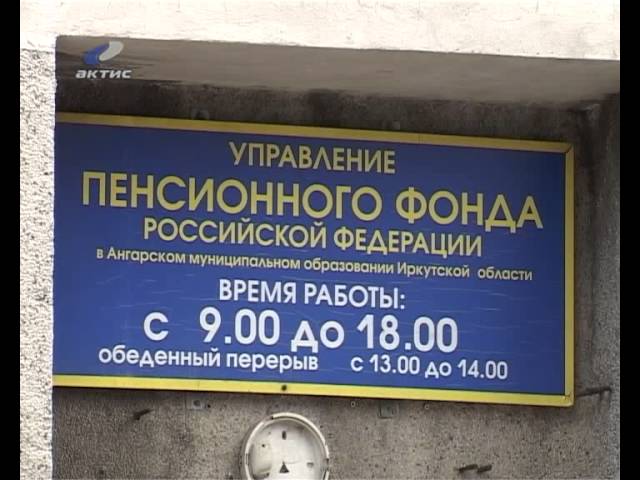 актис
УПРАВЛЕНИЕ
ПЕНСИОННОГО ФОНДА
РОССИЙСКОЙ ФЕДЕРАЦИИ
в Ангарском муниципальном образовании Иркутской области
ВРЕМЯ РАБОТЫ:
с 9.00 до 18.00
обеденный перерыв с 13.00 до 14.00